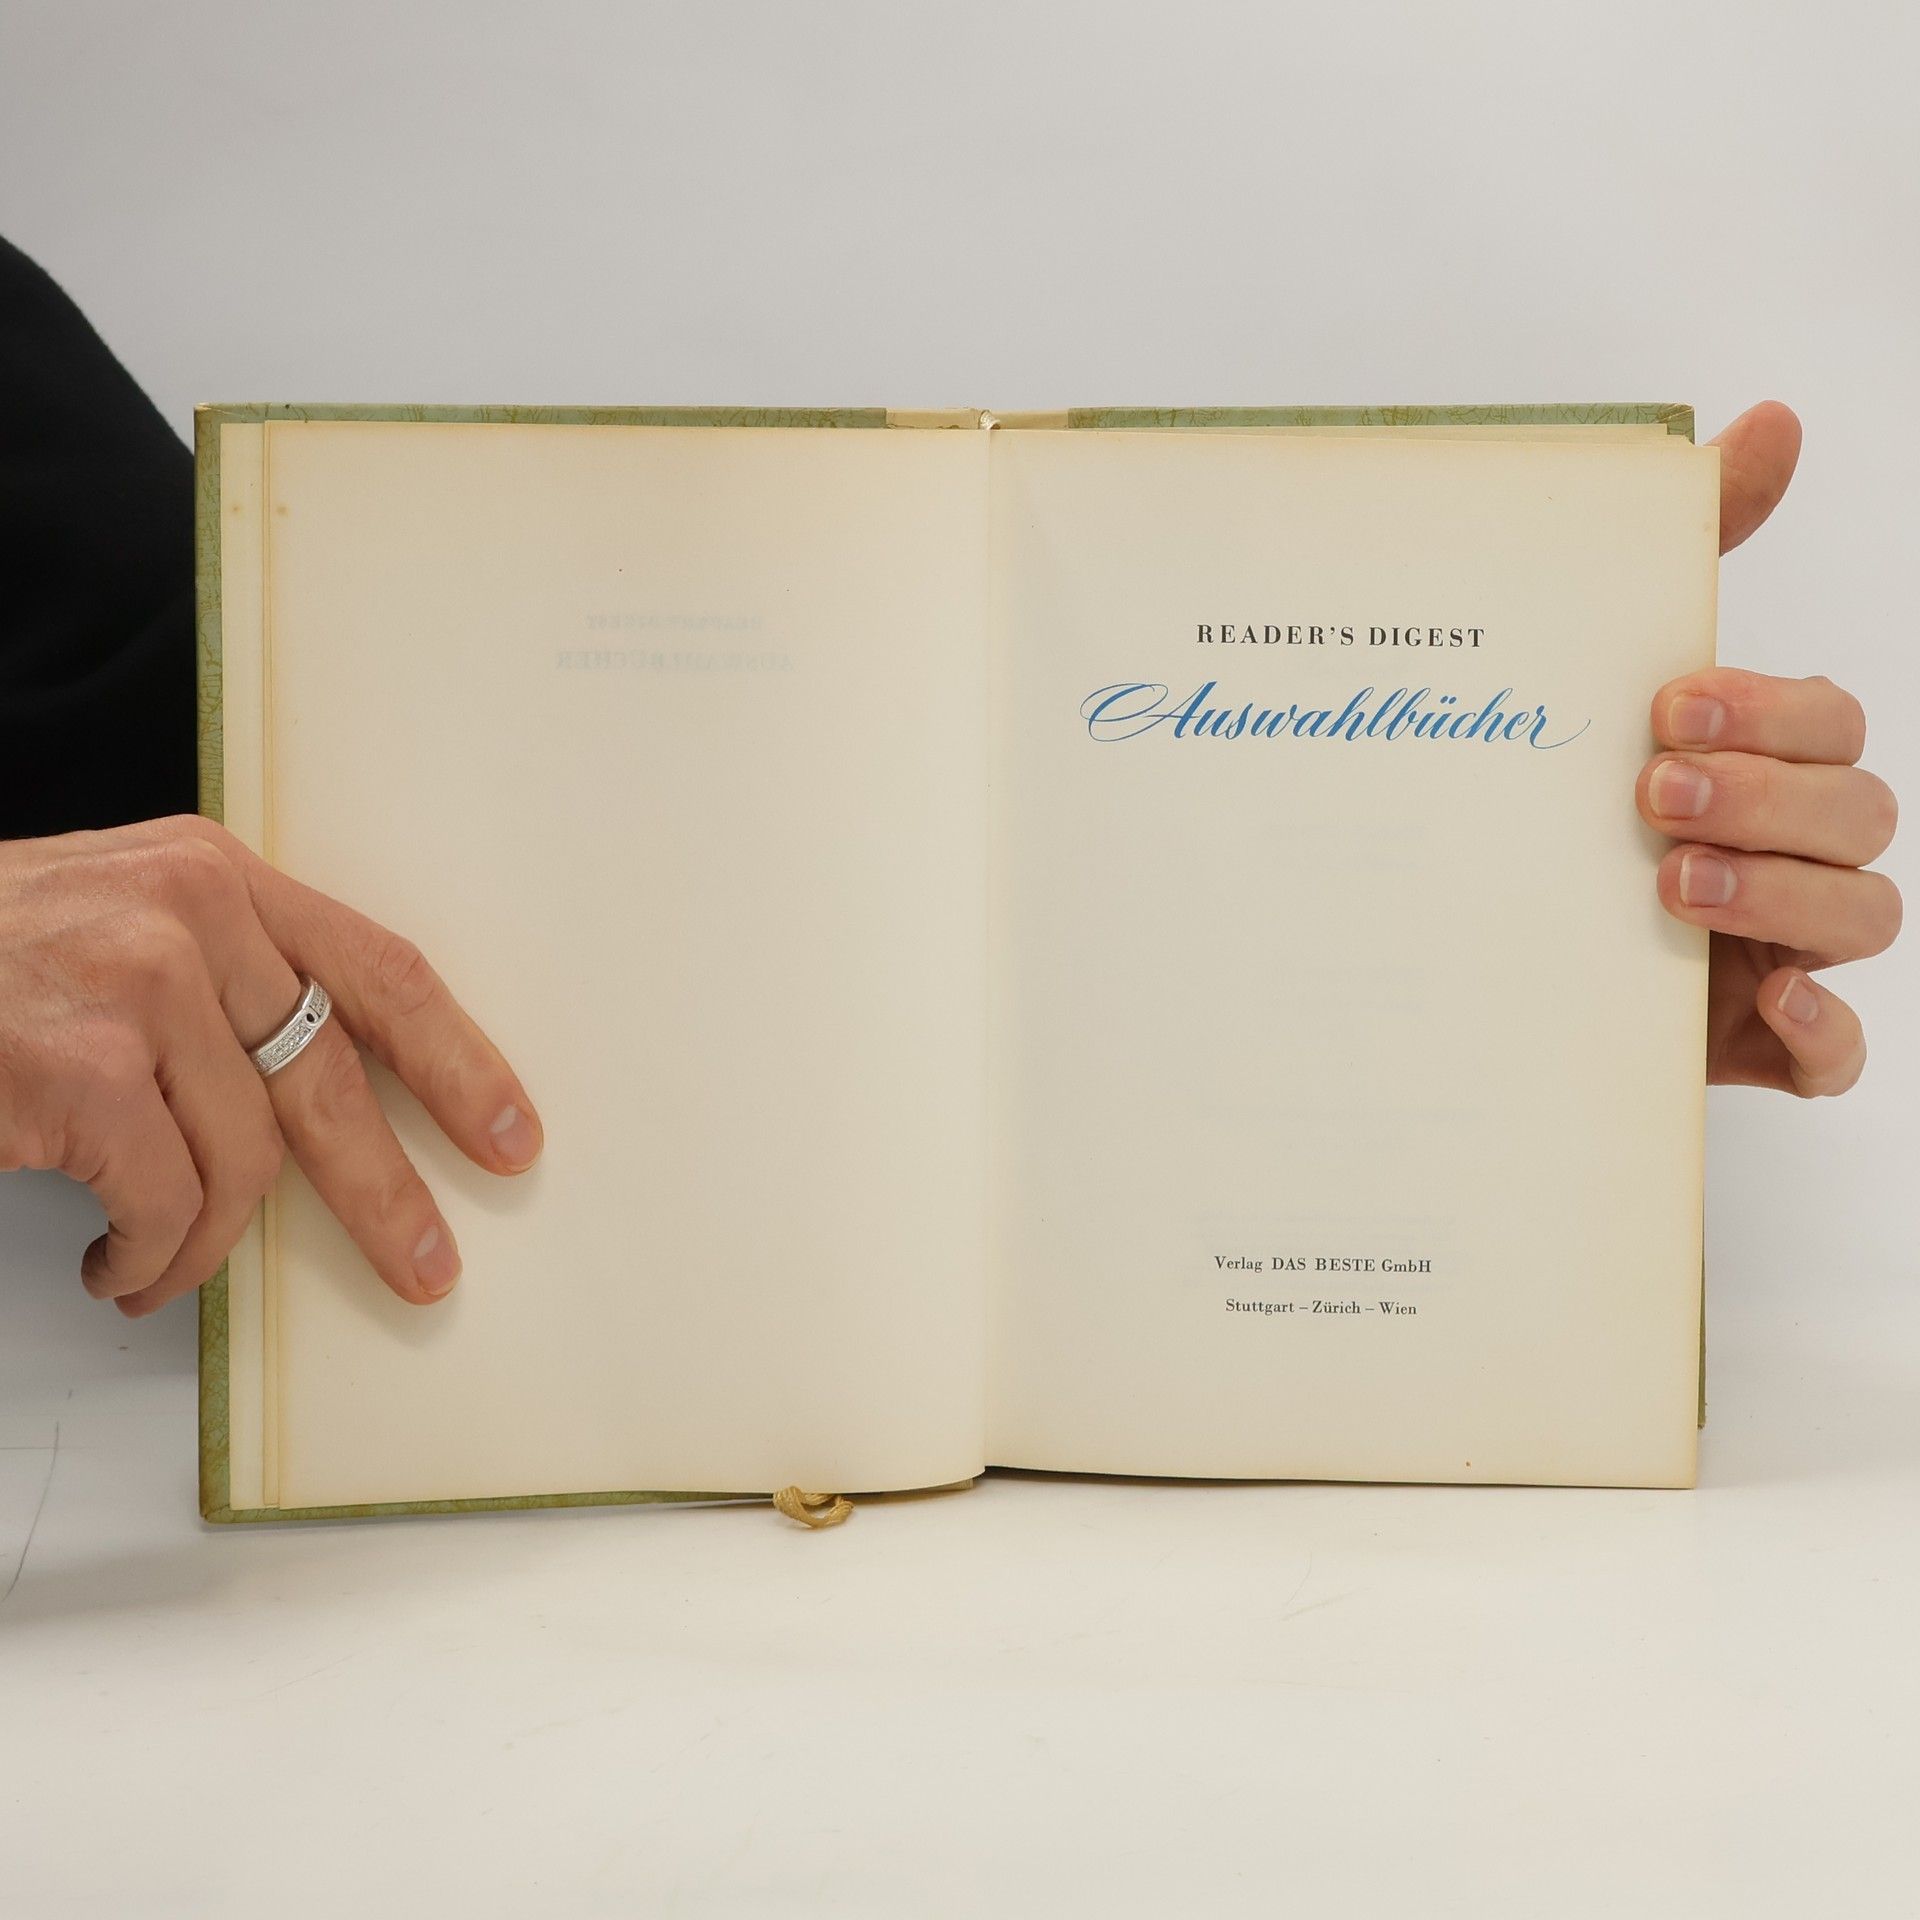 READER'S DIGEST
Auswahlbücher
Verlag DAS BESTE GmbH
Stuttgart – Zürich – Wien